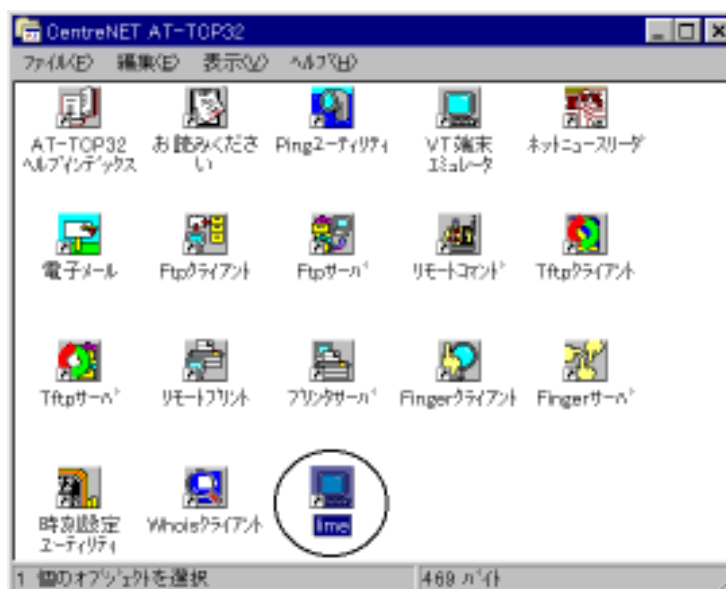 CentreNET AT-TCP32
ファイル(F) 編集(E) 表示(V) ヘルプ(H)
AT-TCP32
ヘルプインデックス
お読みくださ
い
Pingユーティリティ
VT端末
エミュレータ
ネットニュースリーダ
電子メール
Ftpクライアント
Ftpサーバ
リモートコマンド
Tftpクライアント
Tftpサーバ
リモートプリント
プリンタサーバ
Fingerクライアント
Fingerサーバ
時刻設定
ユーティリティ
Whoisクライアント
lime
1 個のオブジェクトを選択
469 バイト